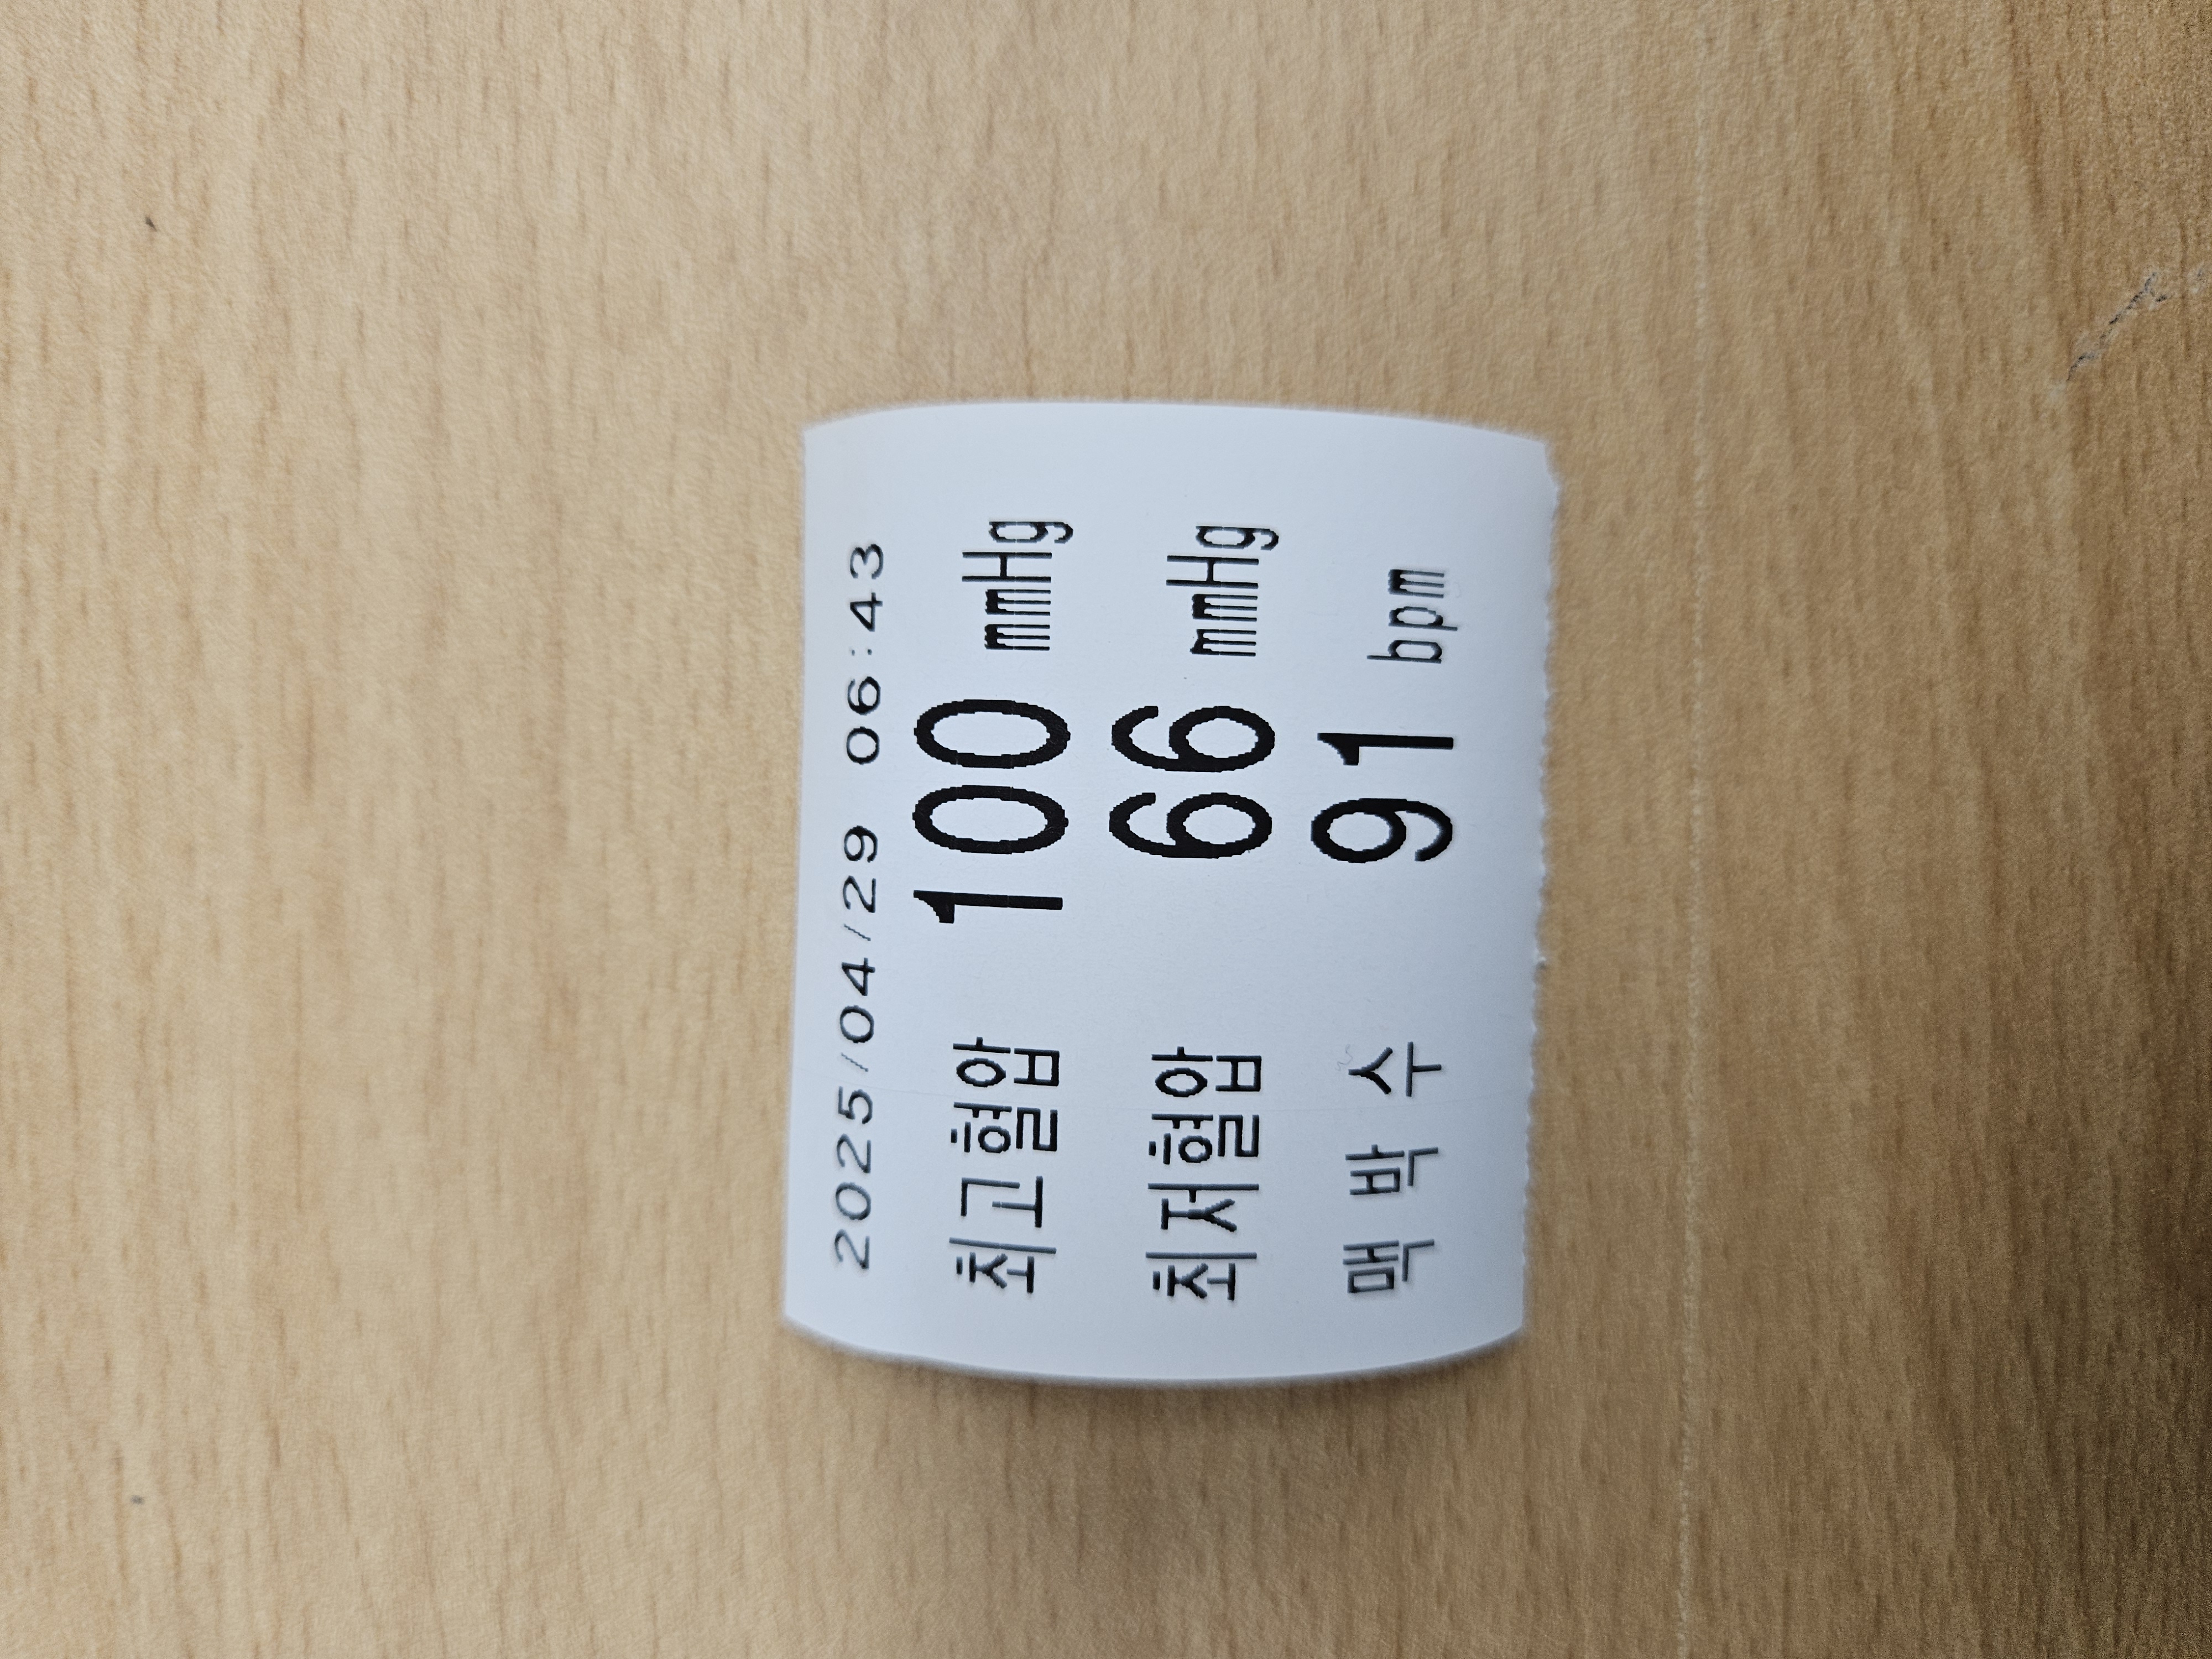 2025/04/29 06:43
최고혈압 100 mmHg
최저혈압 66 mmHg
맥박수 91 bpm